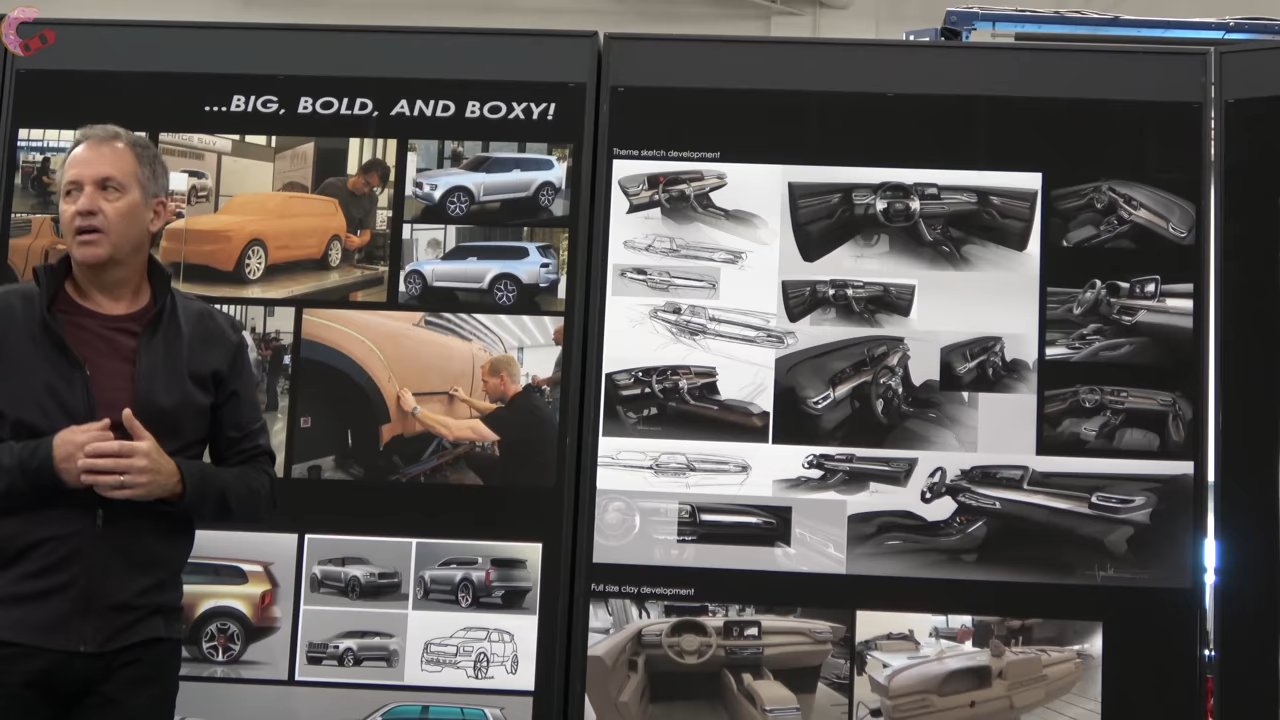 ...BIG, BOLD, AND BOXY!
Theme sketch development
Full size clay development